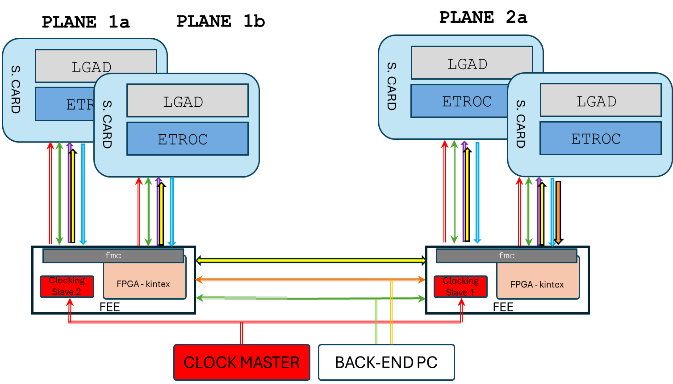 PLANE 1a
PLANE 1b
PLANE 2a
S. CARD
LGAD
ETR
S. CARD
LGAD
ETROC
S. CARD
LGAD
ETROC
S. CARD
LGAD
ETROC
fmc
Clocking
Slave 2
FPGA - kintex
FEE
fmc
Clocking
Slave 1
FPGA - kintex
FEE
CLOCK MASTER
BACK-END PC